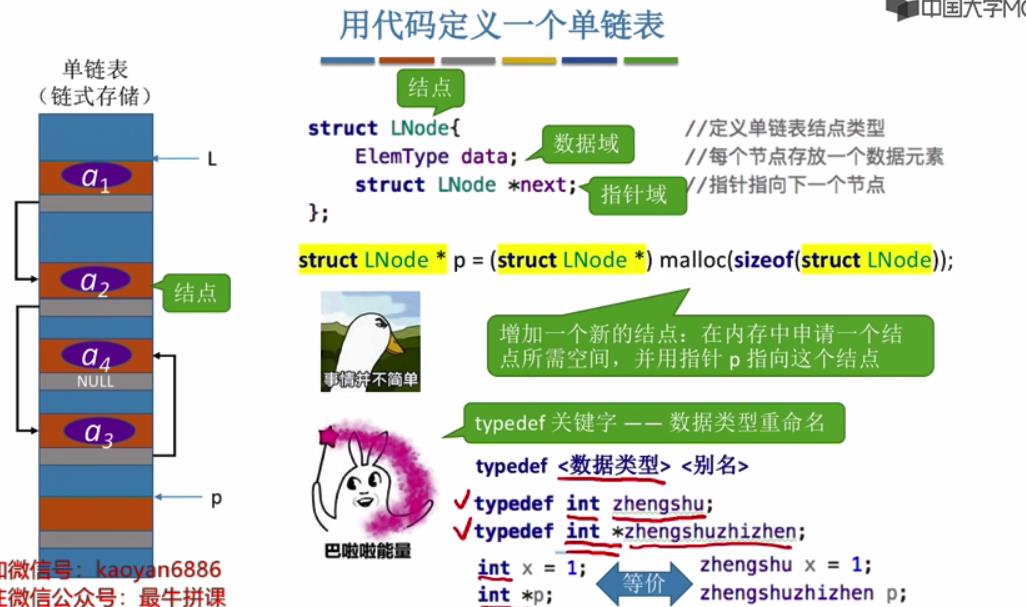 中国大学MO
用代码定义一个单链表
单链表
（链式存储）
L
a1
a2
结点
a4
NULL
a3
p
结点
struct LNode{ //定义单链表结点类型
ElemType data; 数据域 //每个节点存放一个数据元素
struct LNode *next; 指针域 //指针指向下一个节点
};
struct LNode * p = (struct LNode *) malloc(sizeof(struct LNode));
增加一个新的结点：在内存中申请一个结
点所需空间，并用指针 p 指向这个结点
事情并不简单
typedef 关键字 —— 数据类型重命名
typedef <数据类型> <别名>
typedef int zhengshu;
typedef int *zhengshuzhizhen;
巴啦啦能量
int x = 1;
int *p;
等价
zhengshu x = 1;
zhengshuzhizhen p;
微信号：kaoyan6886
微信公众号：最牛拼课